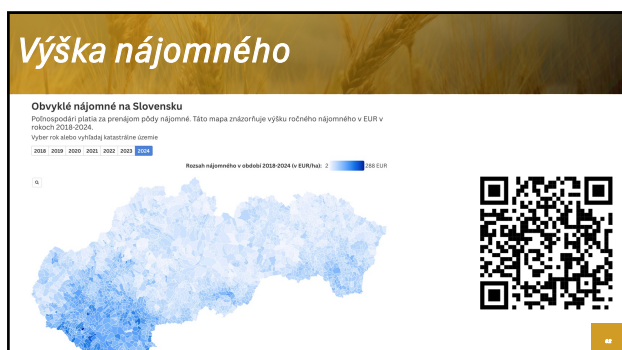 Výška nájomného
Obvyklé nájomné na Slovensku
Poľnospodári platia za prenájom pôdy nájomné. Táto mapa znázorňuje výšku ročného nájomného v EUR v
rokoch 2018-2024.
Vyber rok alebo vyhľadaj katastrálne územie
2018 2019 2020 2021 2022 2023 2024
Rozsah nájomného v období 2018-2024 (v EUR/ha): 2 288 EUR